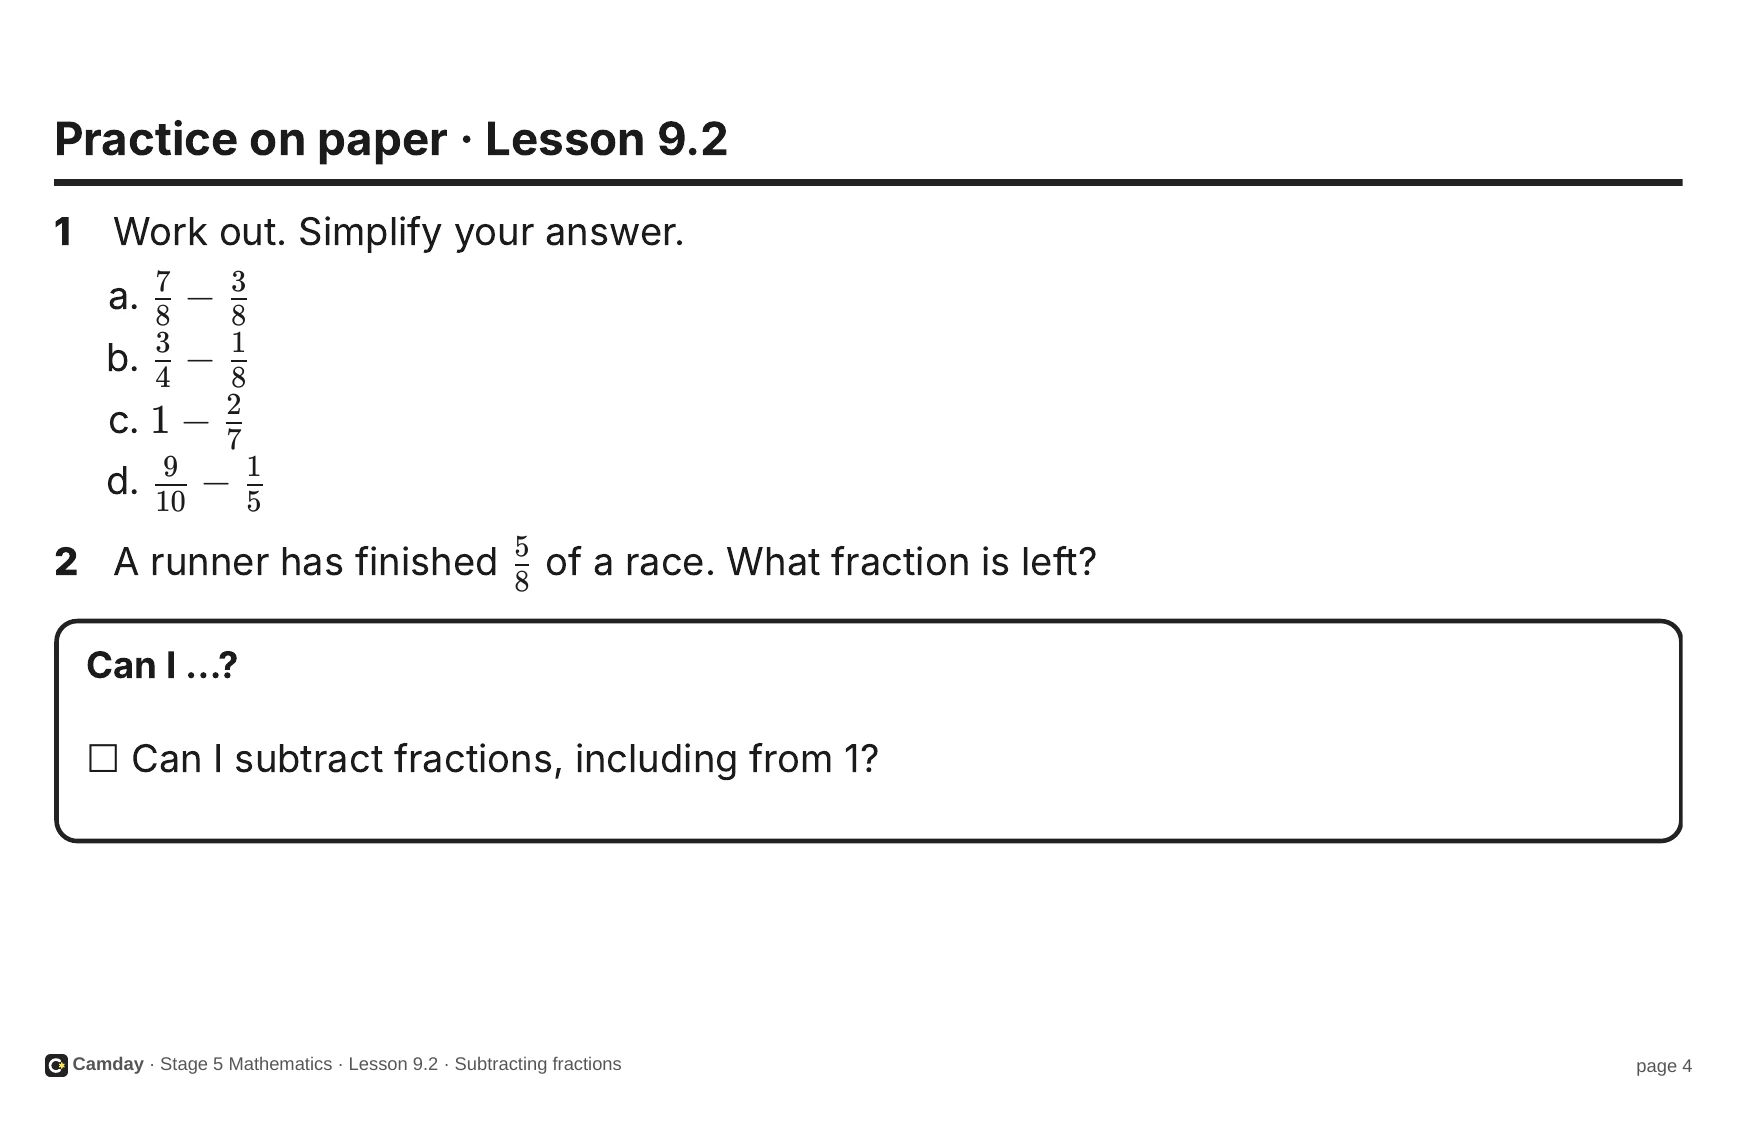 Practice on paper · Lesson 9.2
1 Work out. Simplify your answer.
a. 7/8 − 3/8
b. 3/4 − 1/8
c. 1 − 2/7
d. 9/10 − 1/5
2 A runner has finished 5/8 of a race. What fraction is left?
Can I …?
☐ Can I subtract fractions, including from 1?
Camday · Stage 5 Mathematics · Lesson 9.2 · Subtracting fractions
page 4